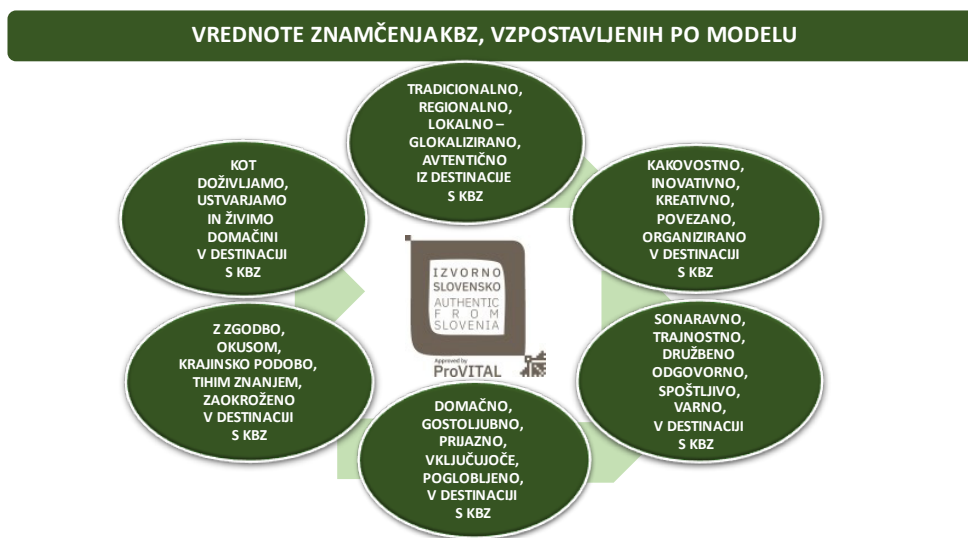 VREDNOTE ZNAMČENJAKBZ, VZPOSTAVLJENIH PO MODELU
TRADICIONALNO,
REGIONALNO,
LOKALNO –
GLOKALIZIRANO,
AVTENTIČNO
IZ DESTINACIJE
S KBZ
KAKOVOSTNO,
INOVATIVNO,
KREATIVNO,
POVEZANO,
ORGANIZIRANO
V DESTINACIJI
S KBZ
SONARAVNO,
TRAJNOSTNO,
DRUŽBENO
ODGOVORNO,
SPOŠTLJIVO,
VARNO,
V DESTINACIJI
S KBZ
DOMAČNO,
GOSTOLJUBNO,
PRIJAZNO,
VKLJUČUJOČE,
POGLOBLJENO,
V DESTINACIJI
S KBZ
Z ZGODBO,
OKUSOM,
KRAJINSKO PODOBO,
TIHIM ZNANJEM,
ZAOKROŽENO
V DESTINACIJI
S KBZ
KOT
DOŽIVLJAMO,
USTVARJAMO
IN ŽIVIMO
DOMAČINI
V DESTINACIJI
S KBZ
IZVORNO
SLOVENSKO
AUTHENTIC
FROM
SLOVENIA
Approved by
ProVITAL